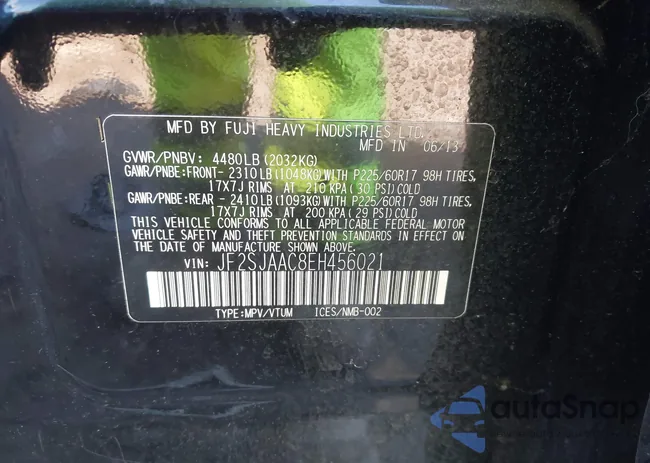 MFD BY FUJI HEAVY INDUSTRIES LTD.
MFD IN 06/13
GVWR/PNBV: 4480LB(2032KG)
GAWR/PNBE:FRONT- 2310LB(1048KG)WITH P225/60R17 98H TIRES,
17X7J RIMS AT 210 KPA(30 PSI)COLD
GAWR/PNBE:REAR - 2410LB(1093KG)WITH P225/60R17 98H TIRES,
17X7J RIMS AT 200 KPA(29 PSI)COLD
THIS VEHICLE CONFORMS TO ALL APPLICABLE FEDERAL MOTOR
VEHICLE SAFETY AND THEFT PREVENTION STANDARDS IN EFFECT ON THE
DATE OF MANUFACTURE SHOWN ABOVE.
VIN: JF2SJAAC8EH456021
TYPE:MPV/VTUM ICES/NMB-002
autoSnap